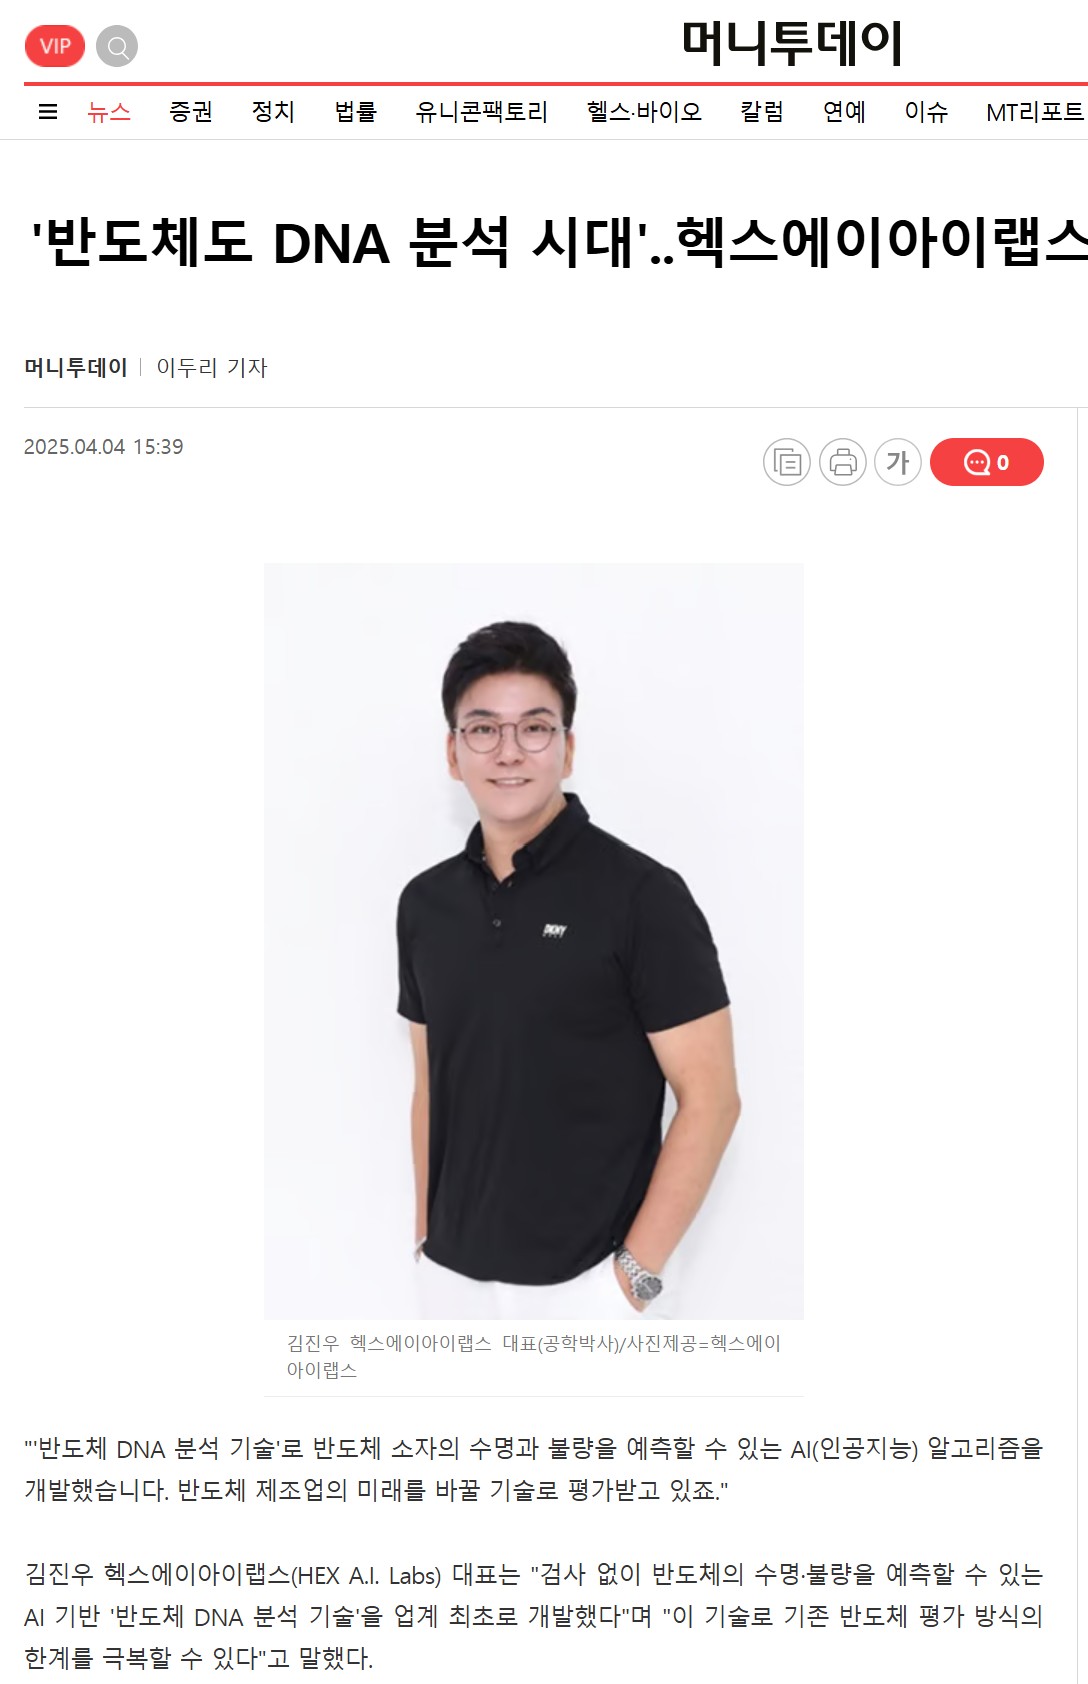 VIP
머니투데이
뉴스 증권 정치 법률 유니콘팩토리 헬스·바이오 칼럼 연예 이슈 MT리포트
'반도체도 DNA 분석 시대'..헥스에이아이랩스
머니투데이 이두리 기자
2025.04.04 15:39
가 0
DKNY
김진우 헥스에이아이랩스 대표(공학박사)/사진제공=헥스에이
아이랩스
"'반도체 DNA 분석 기술'로 반도체 소자의 수명과 불량을 예측할 수 있는 AI(인공지능) 알고리즘을
개발했습니다. 반도체 제조업의 미래를 바꿀 기술로 평가받고 있죠."
김진우 헥스에이아이랩스(HEX A.I. Labs) 대표는 "검사 없이 반도체의 수명·불량을 예측할 수 있는
AI 기반 '반도체 DNA 분석 기술'을 업계 최초로 개발했다"며 "이 기술로 기존 반도체 평가 방식의
한계를 극복할 수 있다"고 말했다.